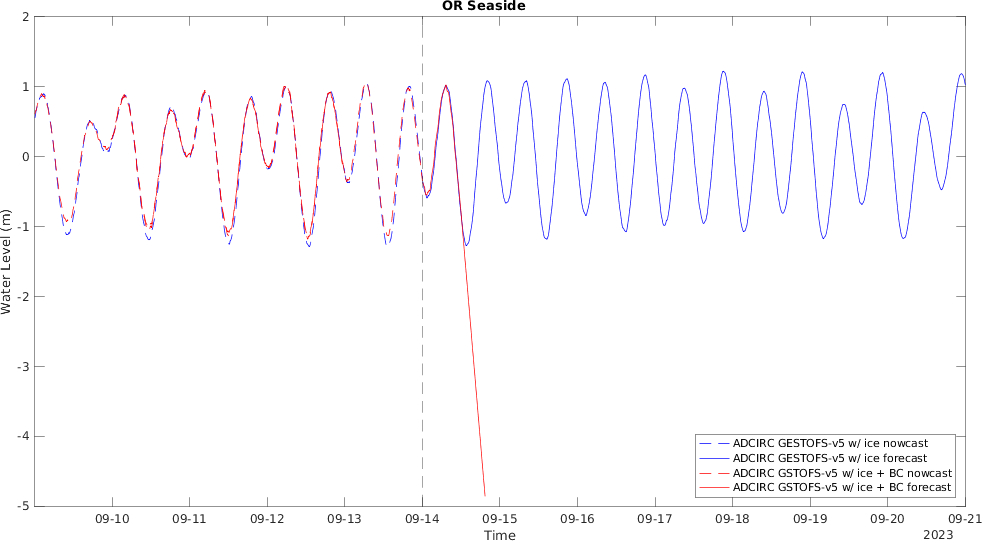 OR Seaside
2
1
0
-1
-2
-3
-4
-5
Water Level (m)
ADCIRC GESTOFS-v5 w/ ice nowcast
ADCIRC GESTOFS-v5 w/ ice forecast
ADCIRC GSTOFS-v5 w/ ice + BC nowcast
ADCIRC GSTOFS-v5 w/ ice + BC forecast
09-10 09-11 09-12 09-13 09-14 09-15 09-16 09-17 09-18 09-19 09-20 09-21
Time
2023